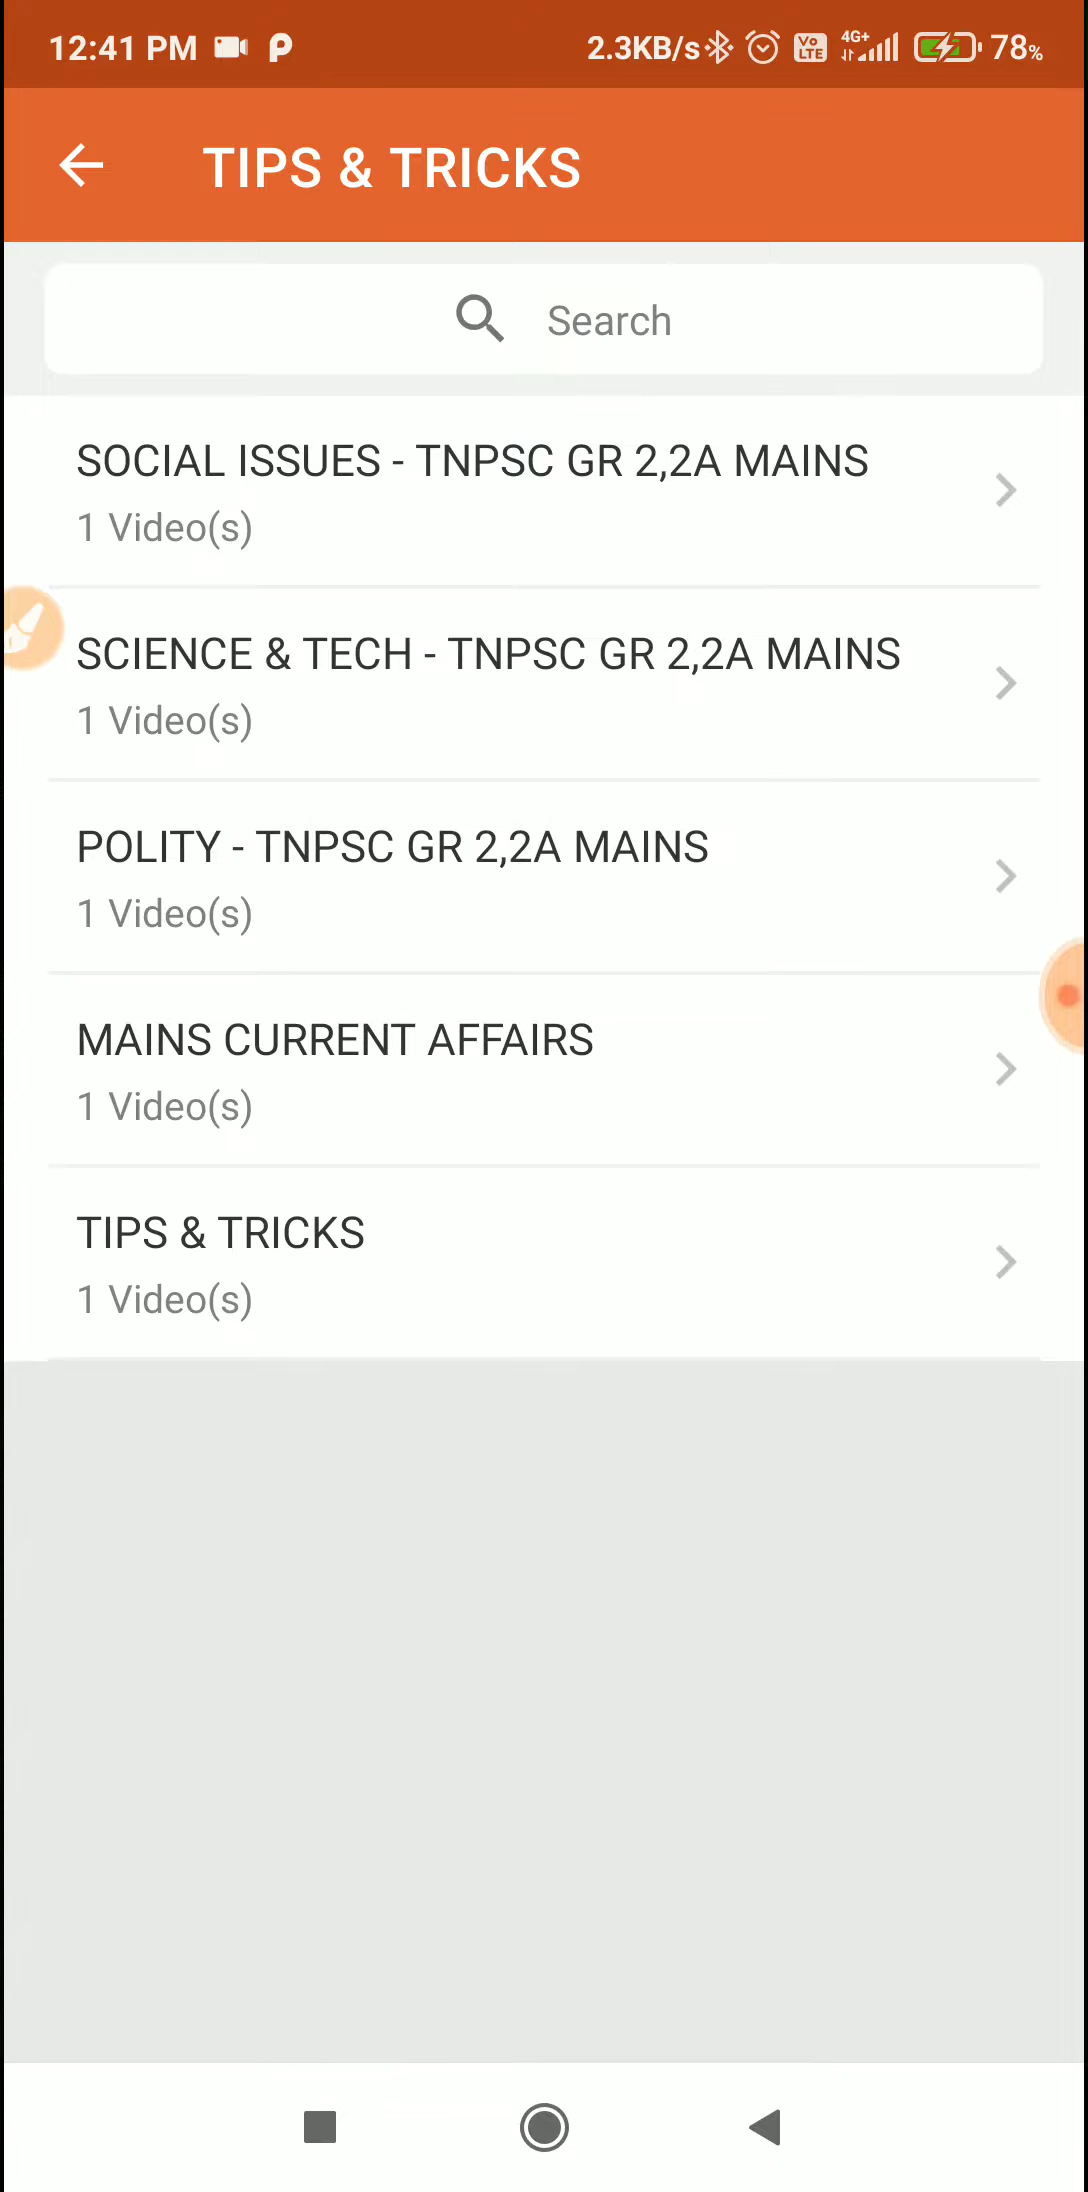 12:41 PM 2.3KB/s Vo LTE 4G+ 78%
TIPS & TRICKS
Search
SOCIAL ISSUES - TNPSC GR 2,2A MAINS
1 Video(s)
SCIENCE & TECH - TNPSC GR 2,2A MAINS
1 Video(s)
POLITY - TNPSC GR 2,2A MAINS
1 Video(s)
MAINS CURRENT AFFAIRS
1 Video(s)
TIPS & TRICKS
1 Video(s)